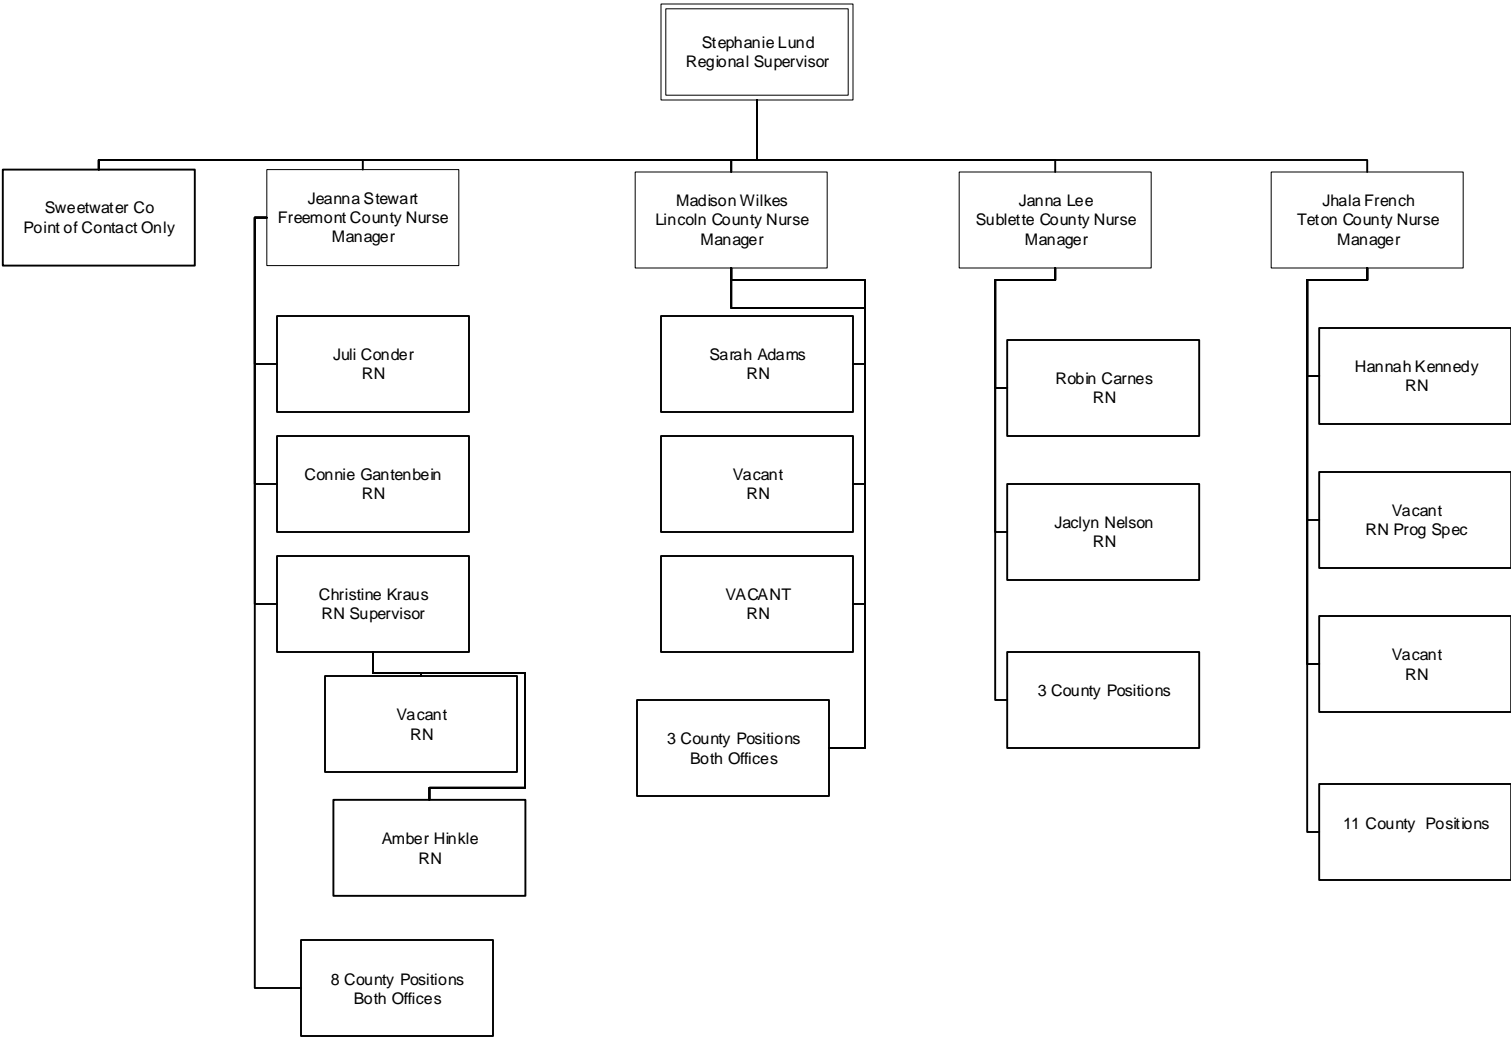 Stephanie Lund
Regional Supervisor
Sweetwater Co
Point of Contact Only
Jeanna Stewart
Freemont County Nurse
Manager
Juli Conder
RN
Connie Gantenbein
RN
Christine Kraus
RN Supervisor
Vacant
RN
Amber Hinkle
RN
8 County Positions
Both Offices
Madison Wilkes
Lincoln County Nurse
Manager
Sarah Adams
RN
Vacant
RN
VACANT
RN
3 County Positions
Both Offices
Janna Lee
Sublette County Nurse
Manager
Robin Carnes
RN
Jaclyn Nelson
RN
3 County Positions
Jhala French
Teton County Nurse
Manager
Hannah Kennedy
RN
Vacant
RN Prog Spec
Vacant
RN
11 County  Positions